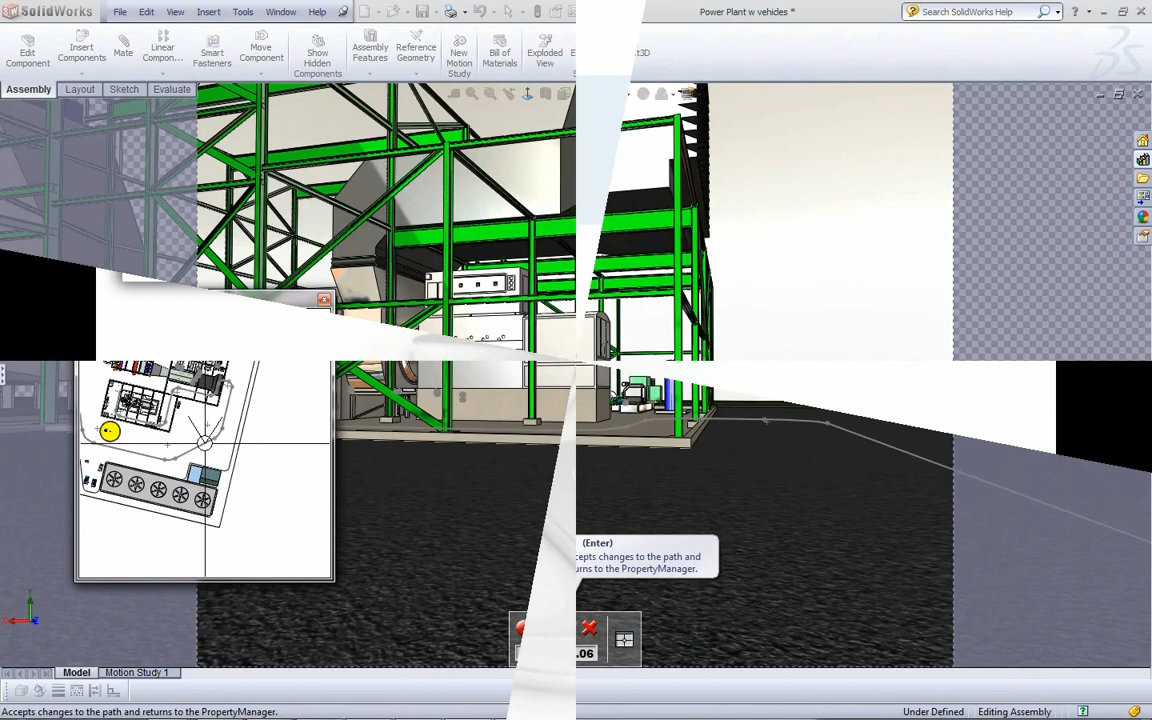 SolidWorks File Edit View Insert Tools Window Help
Power Plant w vehicles *
Search SolidWorks Help
Edit
Component
Insert
Components
Mate
Linear
Compon...
Smart
Fasteners
Move
Component
Show
Hidden
Components
Assembly
Features
Reference
Geometry
New
Motion
Study
Bill of
Materials
Exploded
View
Assembly Layout Sketch Evaluate
(Enter)
cepts changes to the path and
urns to the PropertyManager.
.06
Model Motion Study 1
Accepts changes to the path and returns to the PropertyManager.
Under Defined Editing Assembly